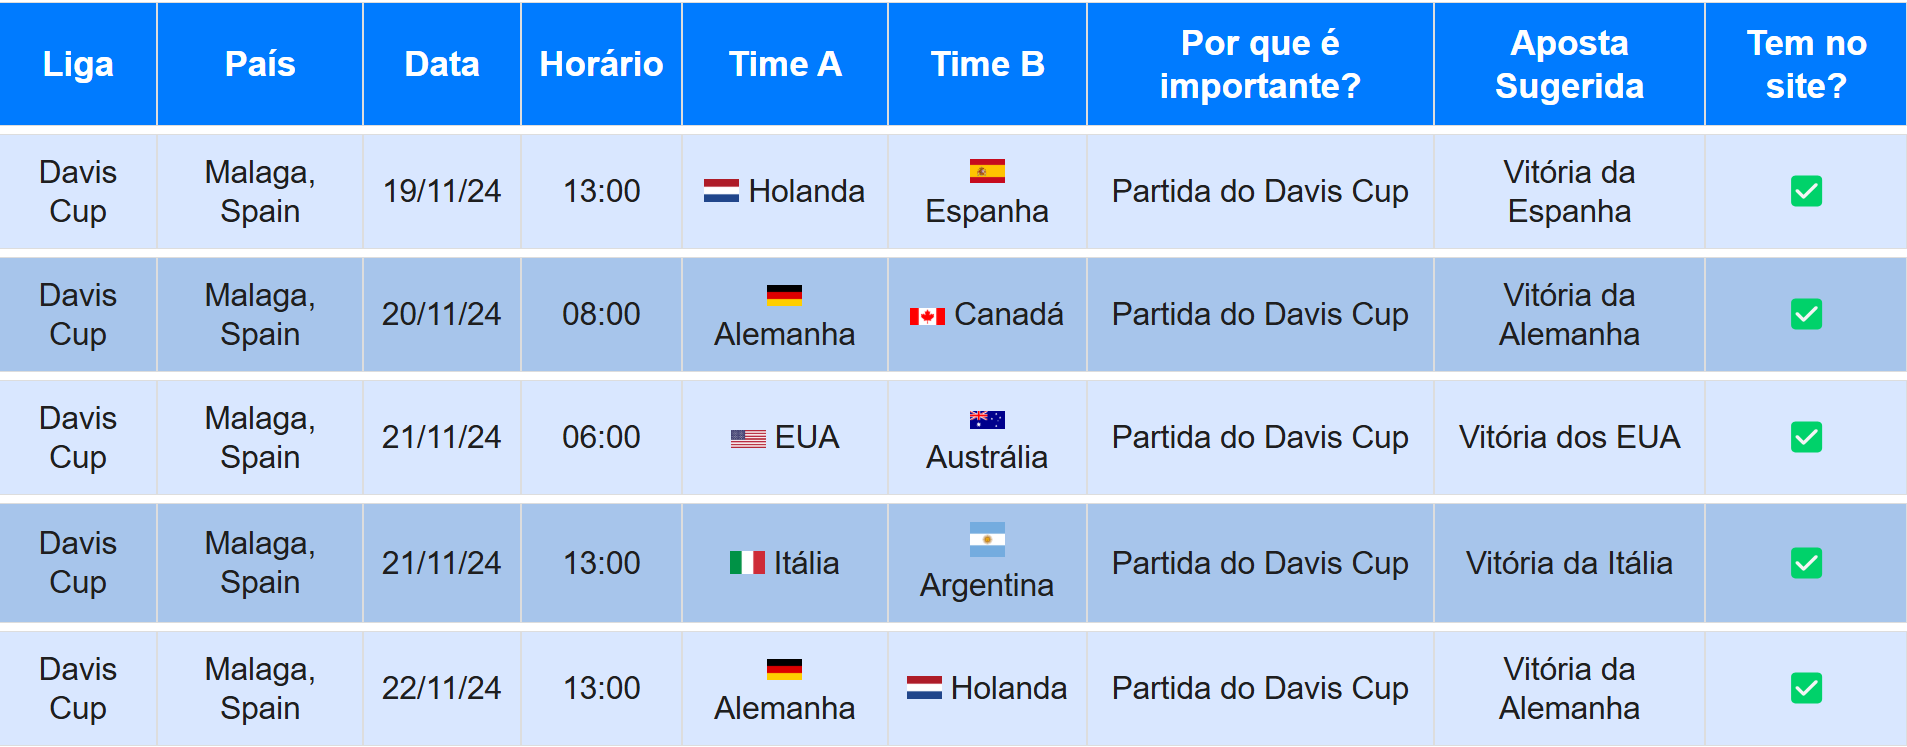 Liga País Data Horário Time A Time B Por que é importante? Aposta Sugerida Tem no site?
Davis Cup Malaga, Spain 19/11/24 13:00 Holanda Espanha Partida do Davis Cup Vitória da Espanha
Davis Cup Malaga, Spain 20/11/24 08:00 Alemanha Canadá Partida do Davis Cup Vitória da Alemanha
Davis Cup Malaga, Spain 21/11/24 06:00 EUA Austrália Partida do Davis Cup Vitória dos EUA
Davis Cup Malaga, Spain 21/11/24 13:00 Itália Argentina Partida do Davis Cup Vitória da Itália
Davis Cup Malaga, Spain 22/11/24 13:00 Alemanha Holanda Partida do Davis Cup Vitória da Alemanha